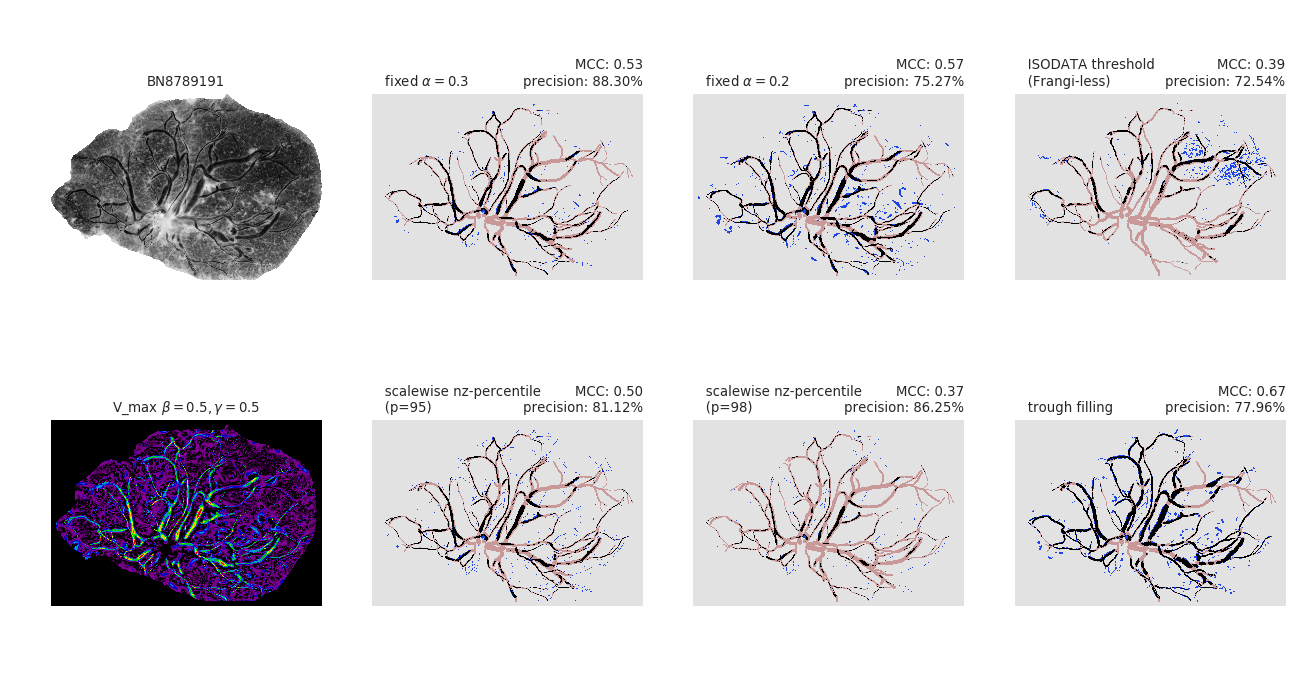 BN8789191
MCC: 0.53
fixed α = 0.3 precision: 88.30%
MCC: 0.57
fixed α = 0.2 precision: 75.27%
ISODATA threshold MCC: 0.39
(Frangi-less) precision: 72.54%
V_max β = 0.5, γ = 0.5
scalewise nz-percentile MCC: 0.50
(p=95) precision: 81.12%
scalewise nz-percentile MCC: 0.37
(p=98) precision: 86.25%
MCC: 0.67
trough filling precision: 77.96%